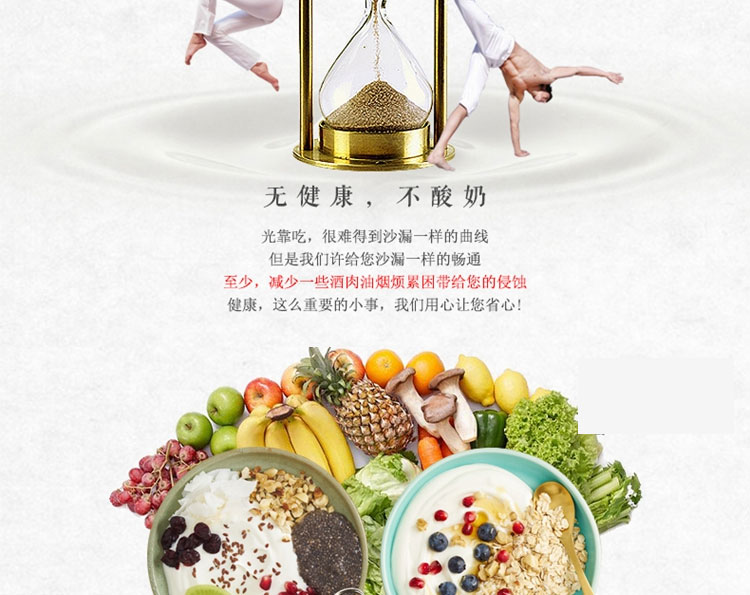 无健康，不酸奶
光靠吃，很难得到沙漏一样的曲线
但是我们许给您沙漏一样的畅通
至少，减少一些酒肉油烟烦累困带给您的侵蚀
健康，这么重要的小事，我们用心让您省心!